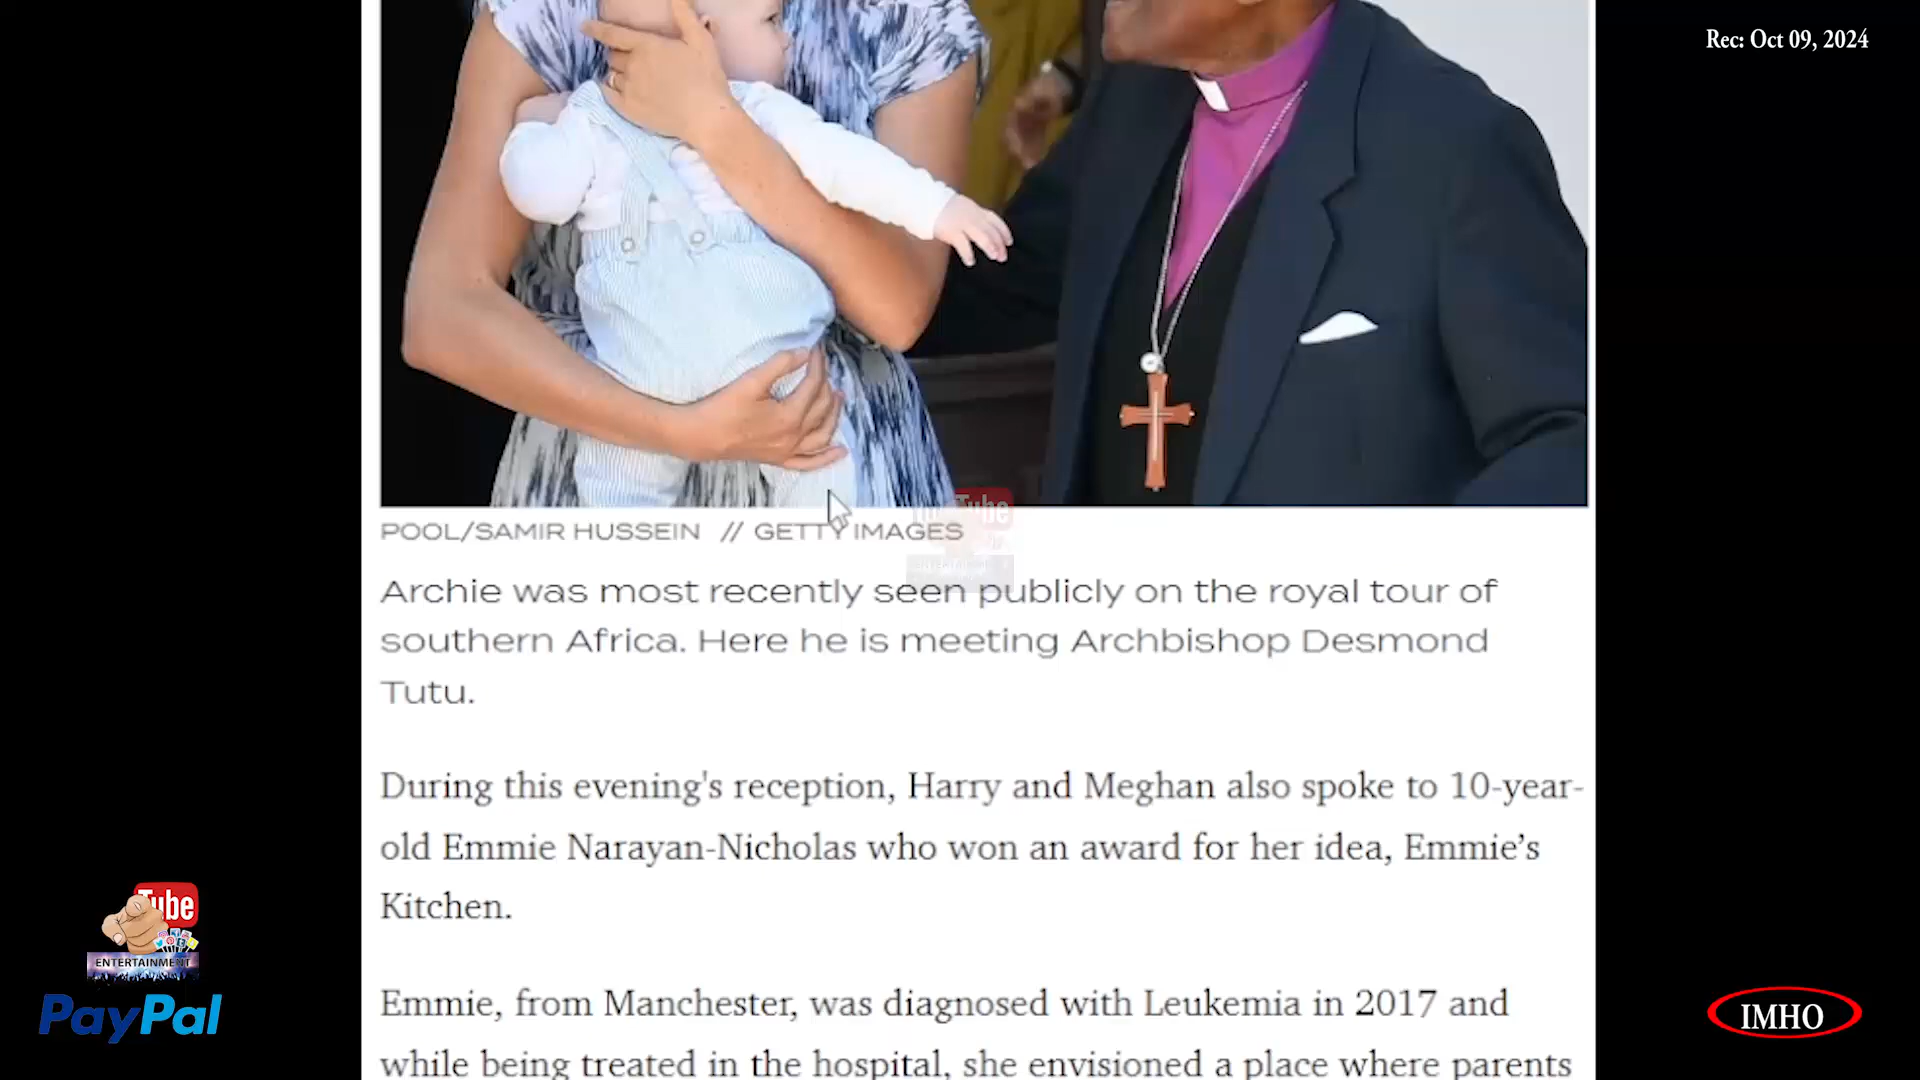 Rec: Oct 09, 2024
POOL/SAMIR HUSSEIN // GETTY IMAGES
Archie was most recently seen publicly on the royal tour of
southern Africa. Here he is meeting Archbishop Desmond
Tutu.
During this evening's reception, Harry and Meghan also spoke to 10-year-
old Emmie Narayan-Nicholas who won an award for her idea, Emmie’s
Kitchen.
Emmie, from Manchester, was diagnosed with Leukemia in 2017 and
while being treated in the hospital, she envisioned a place where parents
Tube
ENTERTAINMENT
PayPal
IMHO